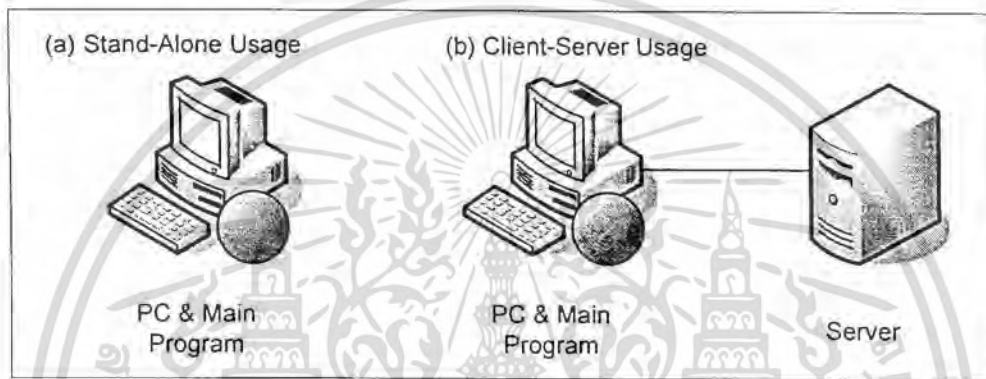 (a) Stand-Alone Usage
(b) Client-Server Usage
PC & Main
Program
PC & Main
Program
Server